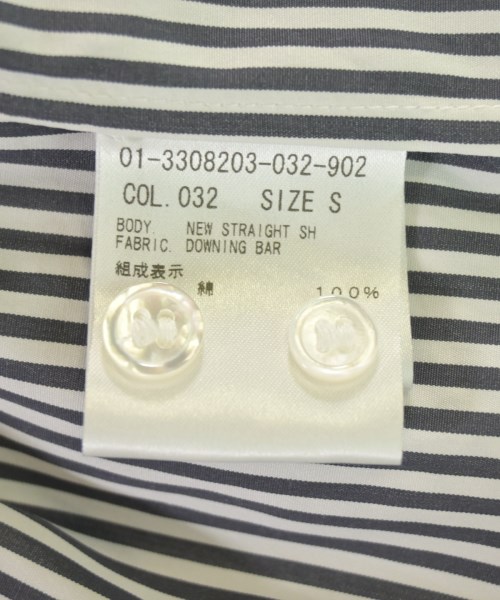 01-3308203-032-902
COL.032 SIZE S
BODY. NEW STRAIGHT SH
FABRIC. DOWNING BAR
組成表示
綿 100%